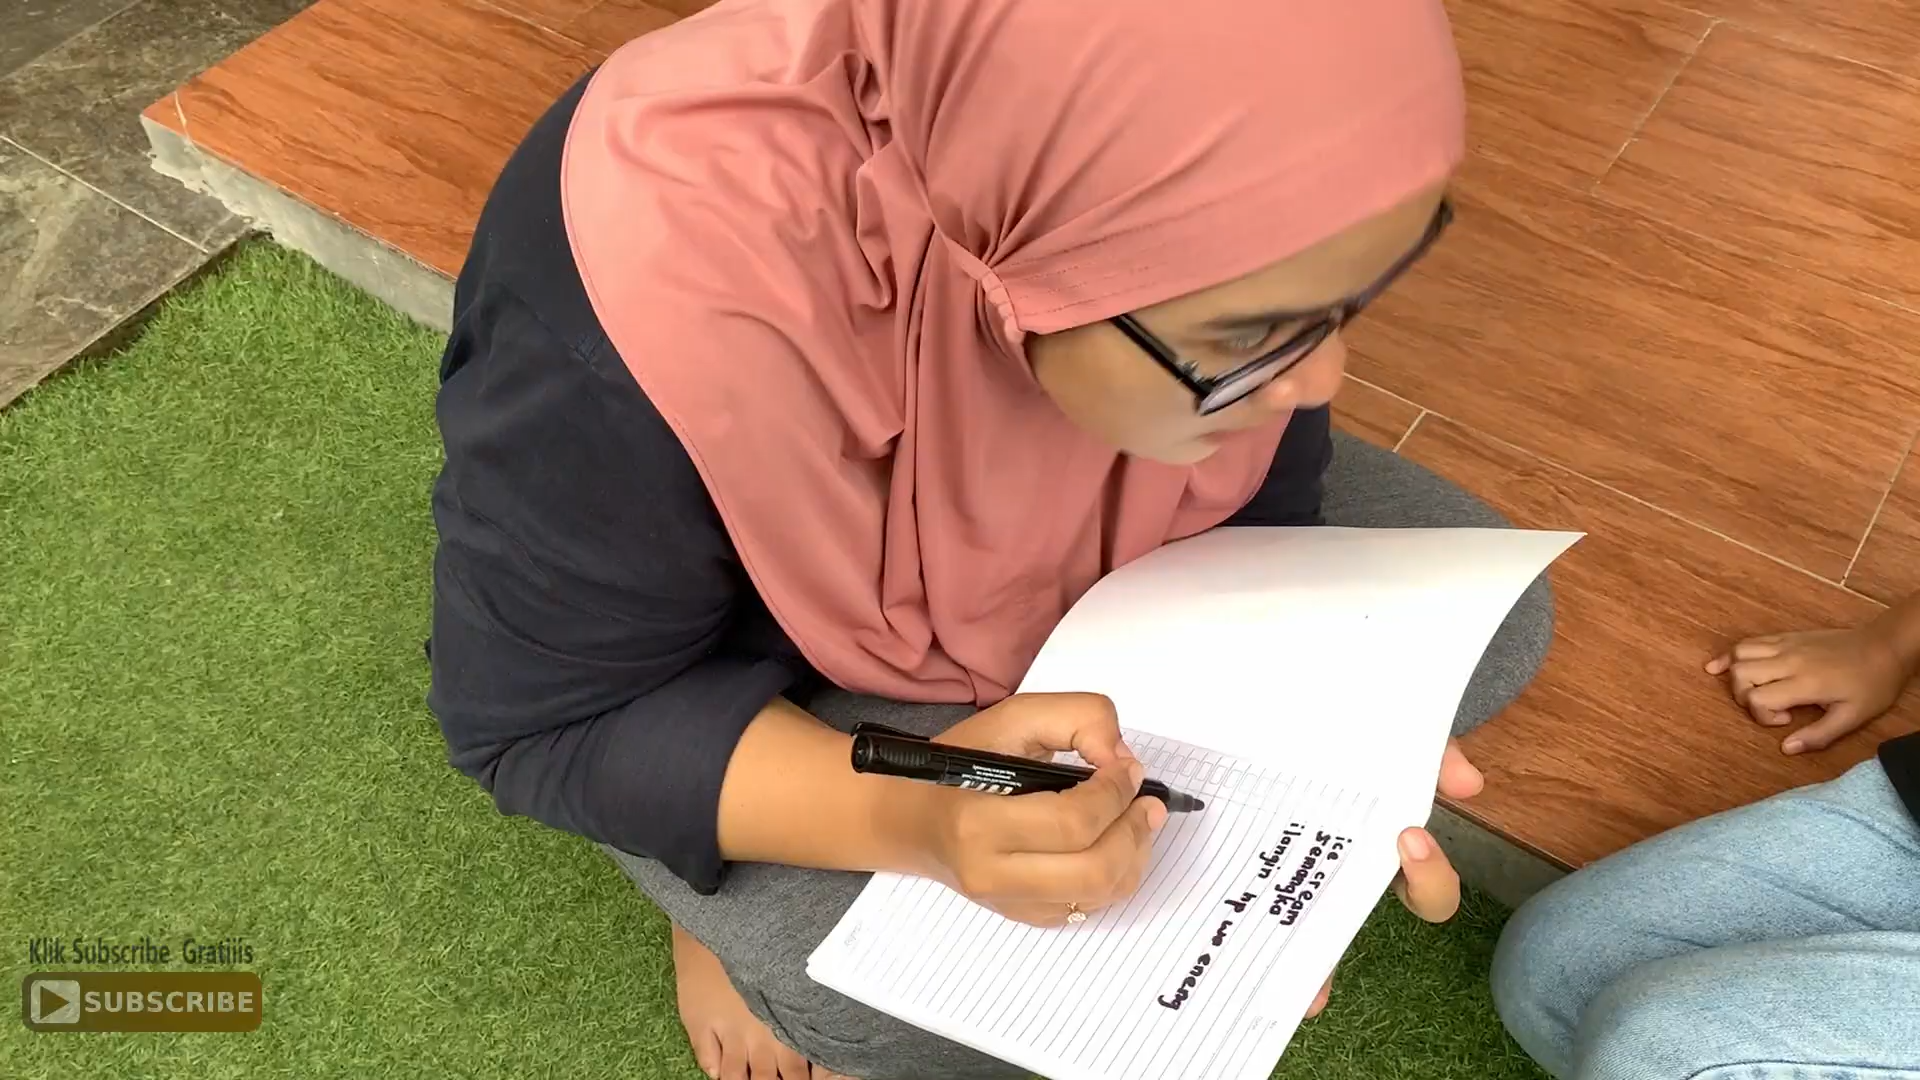 ice cream
semangka
ilangin hp wa eneng
Klik Subscribe Gratiiis
SUBSCRIBE